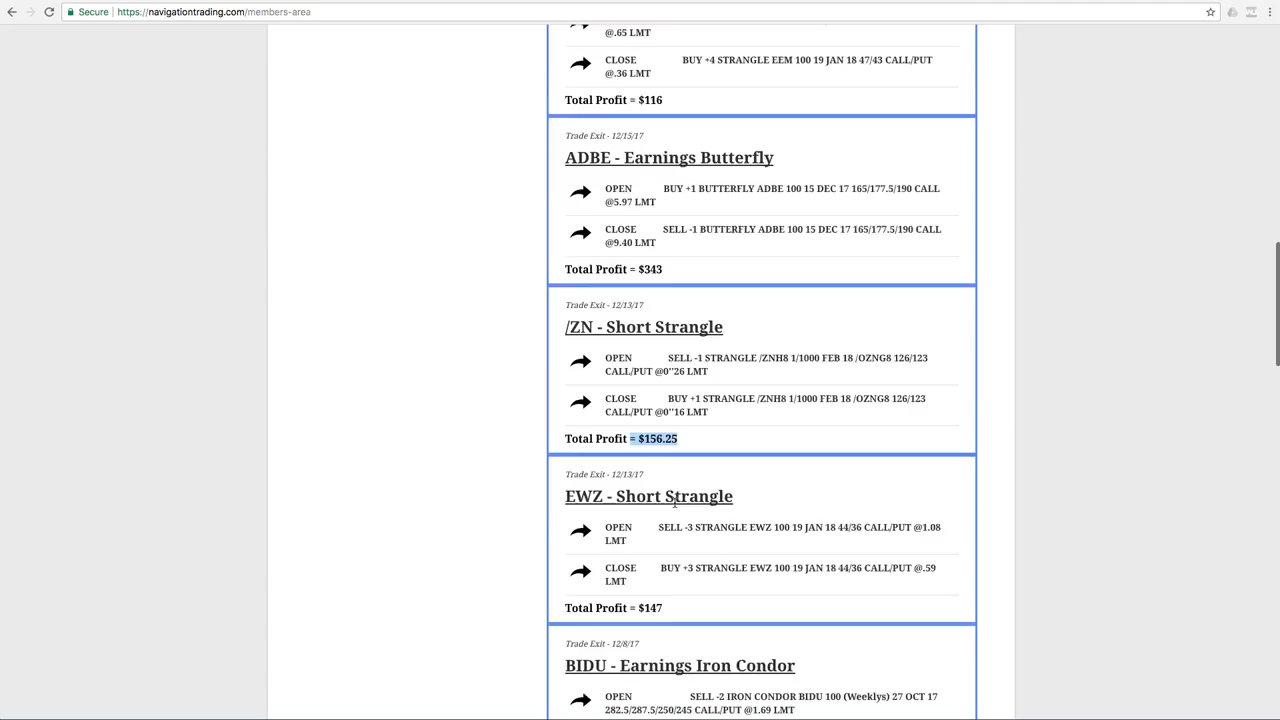 Secure
https://navigationtrading.com/members-area
@.65 LMT
CLOSE BUY +4 STRANGLE EEM 100 19 JAN 18 47/43 CALL/PUT
@.36 LMT
Total Profit = $116
Trade Exit - 12/15/17
ADBE - Earnings Butterfly
OPEN BUY +1 BUTTERFLY ADBE 100 15 DEC 17 165/177.5/190 CALL
@5.97 LMT
CLOSE SELL -1 BUTTERFLY ADBE 100 15 DEC 17 165/177.5/190 CALL
@9.40 LMT
Total Profit = $343
Trade Exit - 12/13/17
/ZN - Short Strangle
OPEN SELL -1 STRANGLE /ZNH8 1/1000 FEB 18 /OZNG8 126/123
CALL/PUT @0''26 LMT
CLOSE BUY +1 STRANGLE /ZNH8 1/1000 FEB 18 /OZNG8 126/123
CALL/PUT @0''16 LMT
Total Profit = $156.25
Trade Exit - 12/13/17
EWZ - Short Strangle
OPEN SELL -3 STRANGLE EWZ 100 19 JAN 18 44/36 CALL/PUT @1.08
LMT
CLOSE BUY +3 STRANGLE EWZ 100 19 JAN 18 44/36 CALL/PUT @.59
LMT
Total Profit = $147
Trade Exit - 12/8/17
BIDU - Earnings Iron Condor
OPEN SELL -2 IRON CONDOR BIDU 100 (Weeklys) 27 OCT 17
282.5/287.5/250/245 CALL/PUT @1.69 LMT